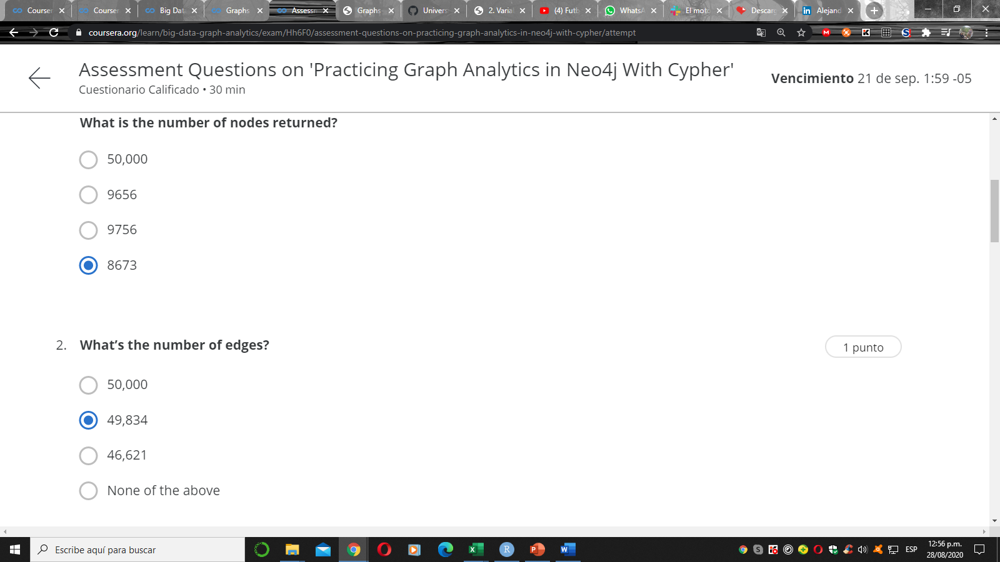 Courser
Courser
Big Dat
Graphs
Assessm
Graphs-
Univers
2. Varia
(4) Futb
WhatsA
El moto
Descarg
Alejand
coursera.org/learn/big-data-graph-analytics/exam/Hh6F0/assessment-questions-on-practicing-graph-analytics-in-neo4j-with-cypher/attempt
Assessment Questions on 'Practicing Graph Analytics in Neo4j With Cypher'
Cuestionario Calificado • 30 min
Vencimiento 21 de sep. 1:59 -05
What is the number of nodes returned?
50,000
9656
9756
8673
2. What's the number of edges?
1 punto
50,000
49,834
46,621
None of the above
Escribe aquí para buscar
ESP
12:56 p.m.
28/08/2020